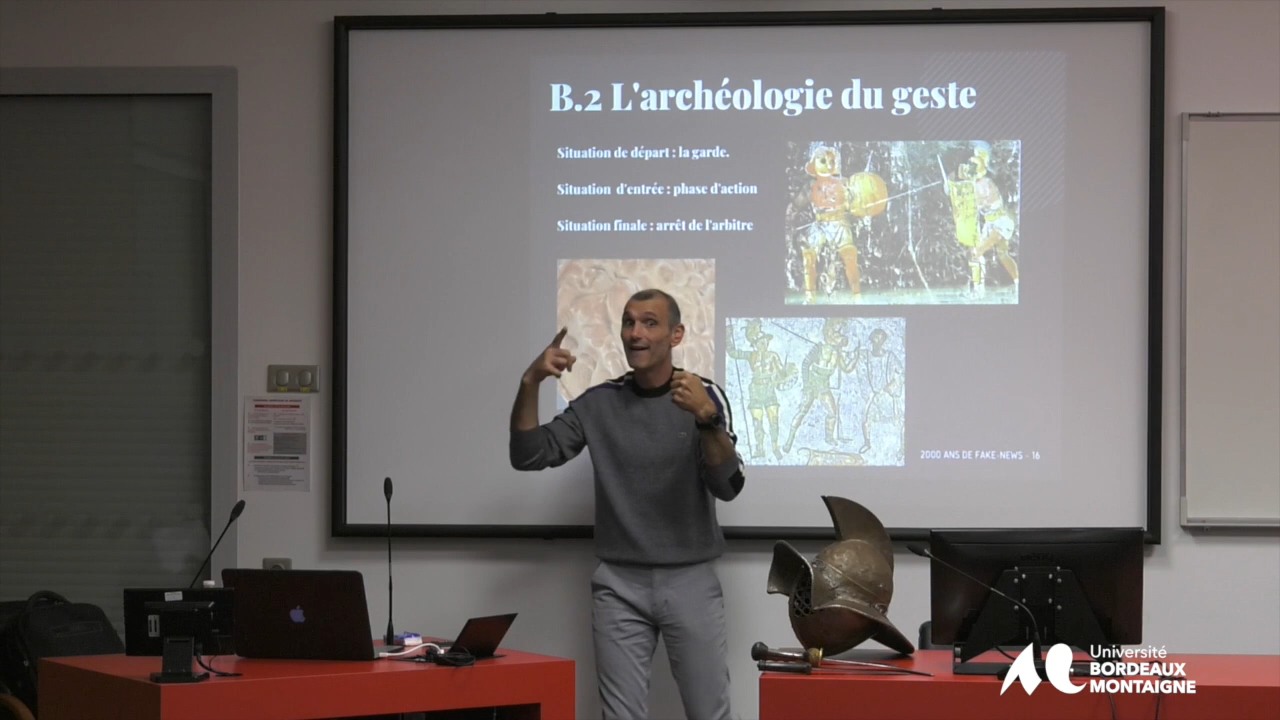 B.2 L'archéologie du geste
Situation de départ : la garde.
Situation d'entrée : phase d'action
Situation finale : arrêt de l'arbitre
2000 ANS DE FAKE-NEWS - 16
Université
BORDEAUX
MONTAIGNE